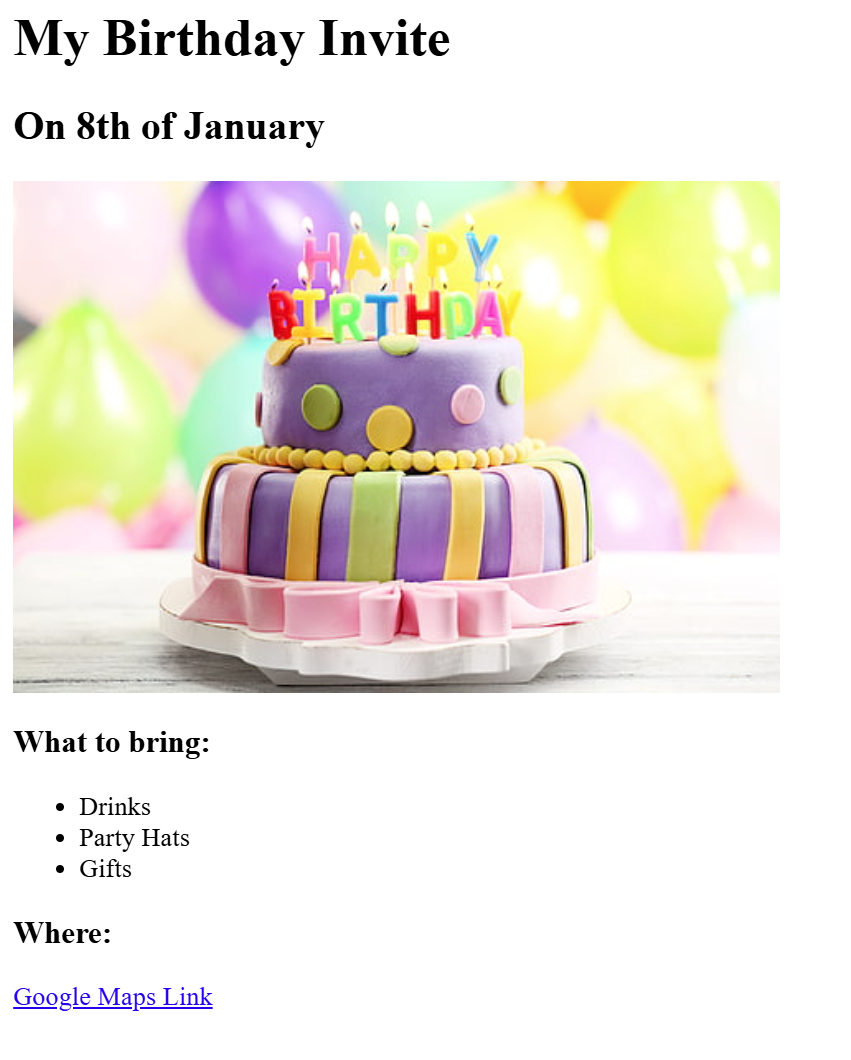 My Birthday Invite
On 8th of January
HAPPY
BIRTHDAY
What to bring:
Drinks
Party Hats
Gifts
Where:
Google Maps Link